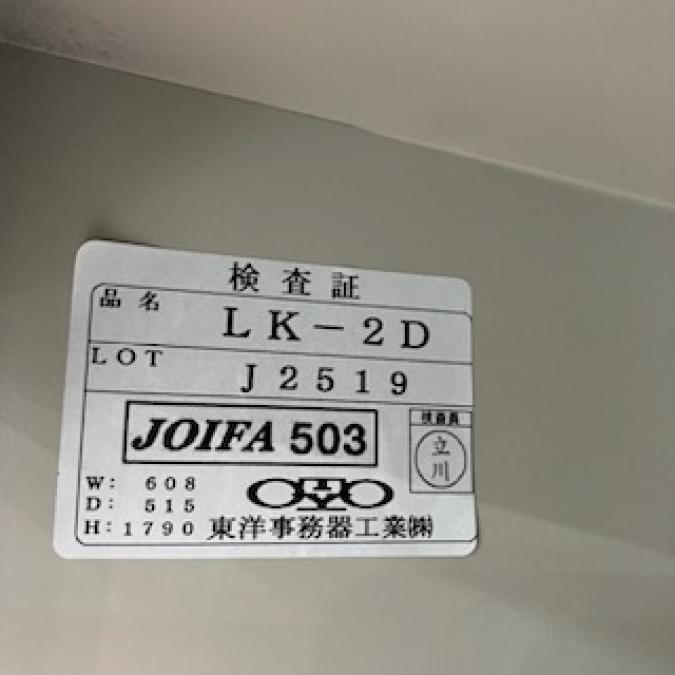 検査証
品名 LK-2D
LOT J2519
JOIFA 503
検査員
立川
W: 608
D: 515
H: 1790
TOYO
東洋事務器工業㈱